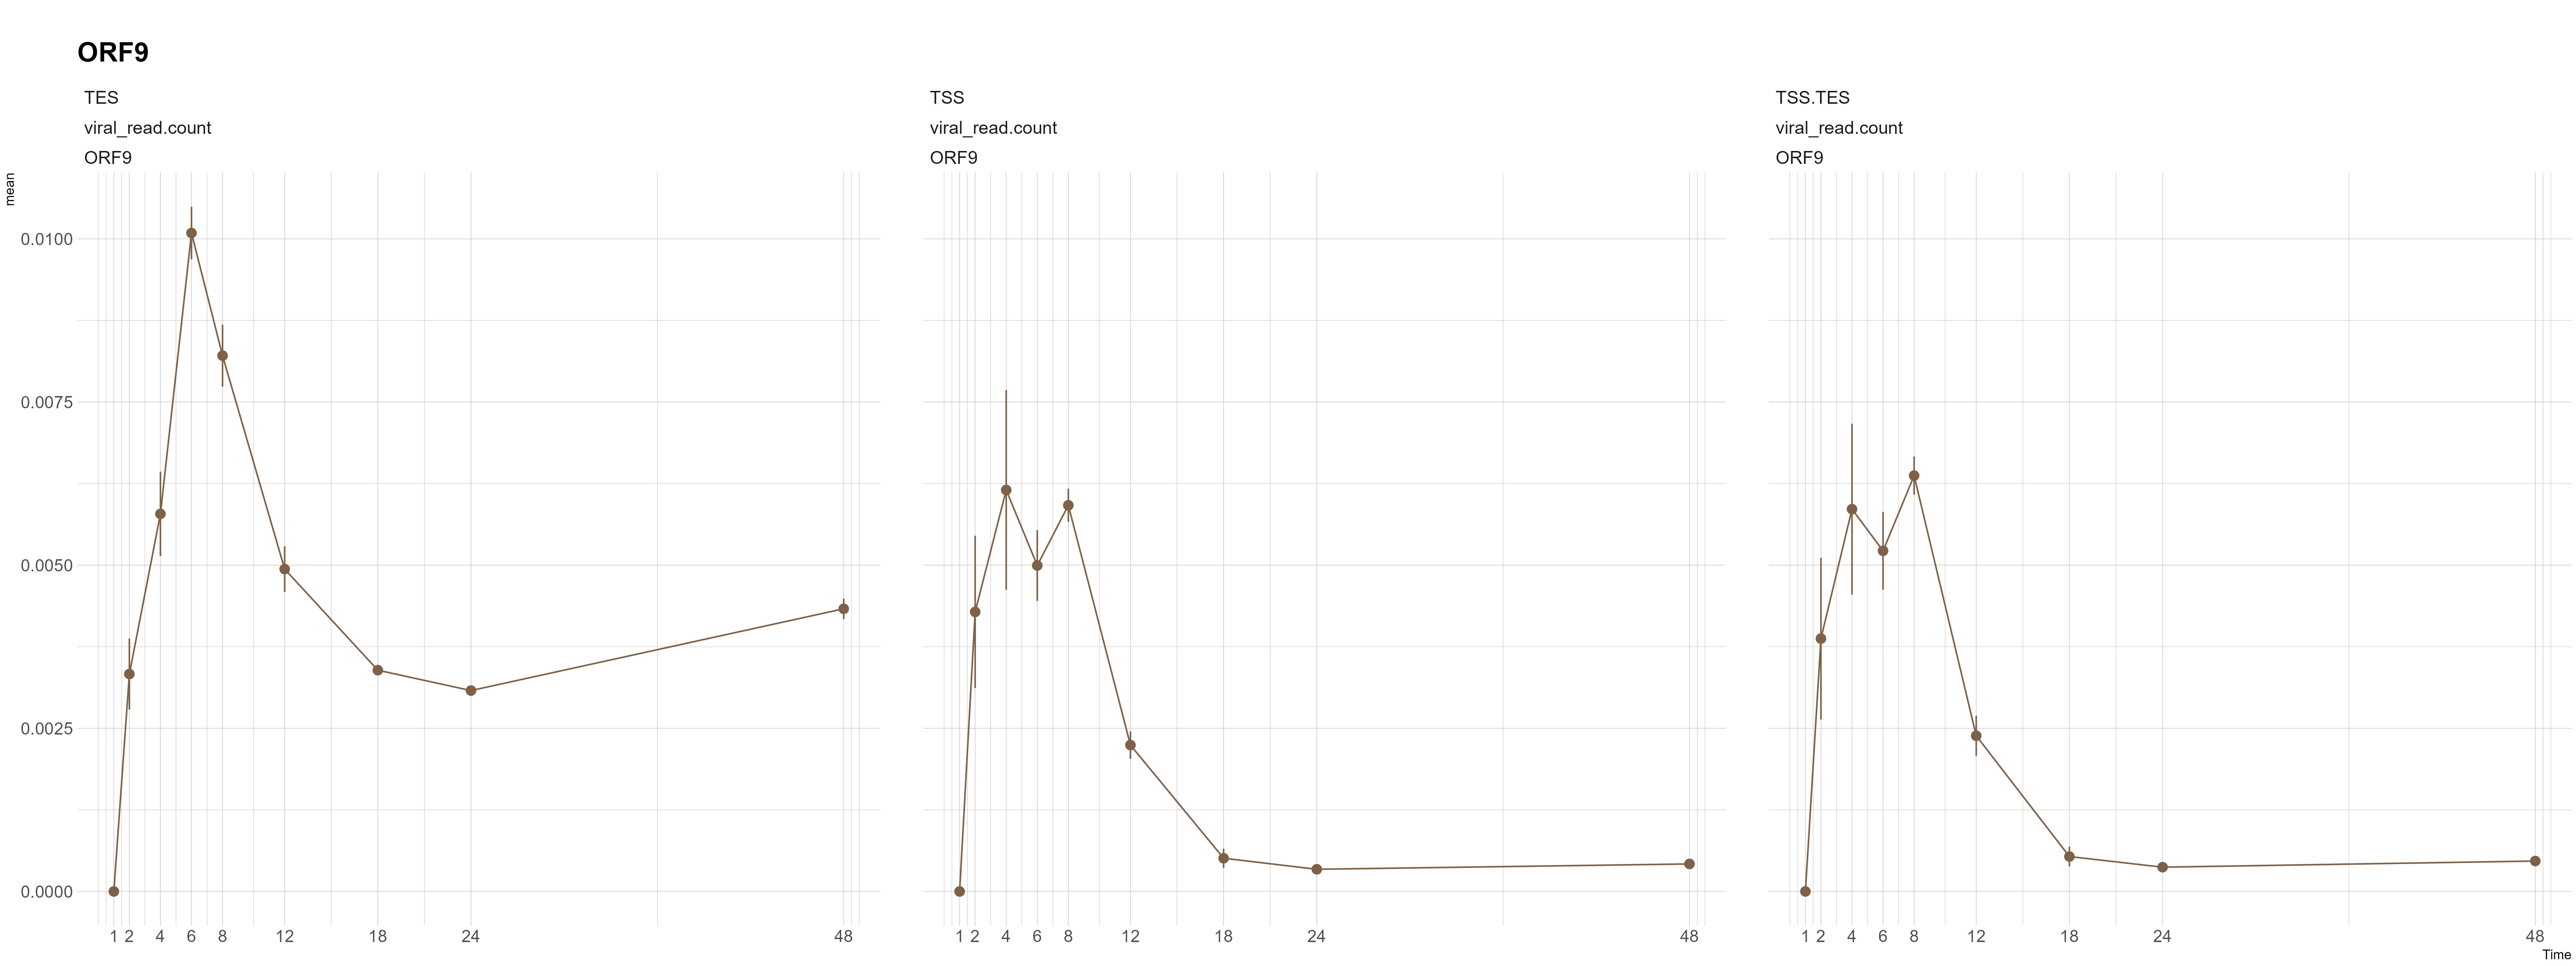 ORF9
TES
viral_read.count
ORF9
TSS
viral_read.count
ORF9
TSS.TES
viral_read.count
ORF9
mean
0.0100
0.0075
0.0050
0.0025
0.0000
1 2 4 6 8 12 18 24 48
1 2 4 6 8 12 18 24 48
1 2 4 6 8 12 18 24 48
Time